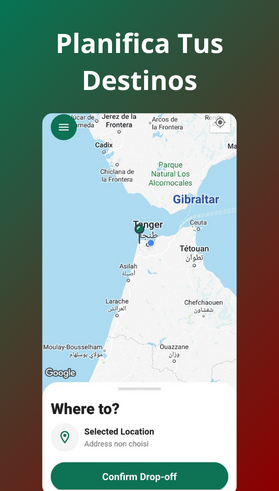 Planifica Tus
Destinos
Jerez de la
Frontera
Arcos de
la Frontera
Cadix
Chiclana de
la Frontera
Parque
Natural Los
Alcornocales
Gibraltar
Tanger
طنجة
Ceuta
Tétouan
تطوان
Asilah
أصيلة
Larache
العرائش
Chefchaouen
شفشاون
Moulay-Bousselham
مولاي بوسلهام
Ouazzane
وزان
Google
Where to?
Selected Location
Address non choisi
Confirm Drop-off